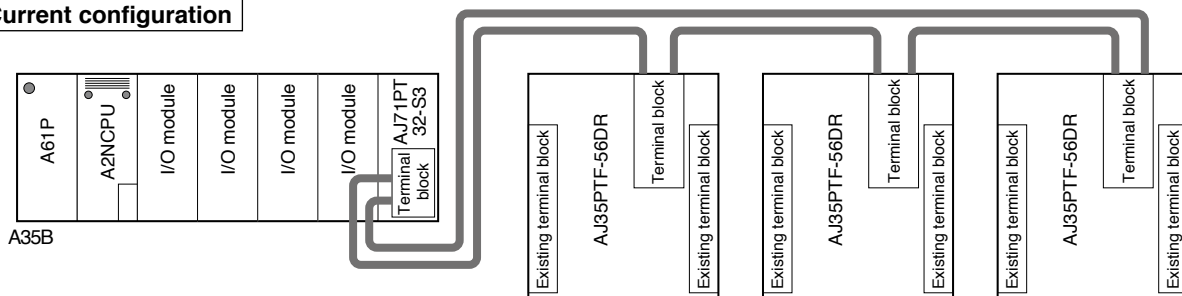 Current configuration
A61P
A2NCPU
I/O module
I/O module
I/O module
I/O module
AJ71PT
32-S3
Terminal
block
A35B
Existing terminal block
AJ35PTF-56DR
Terminal block
Existing terminal block
Existing terminal block
AJ35PTF-56DR
Terminal block
Existing terminal block
Existing terminal block
AJ35PTF-56DR
Terminal block
Existing terminal block